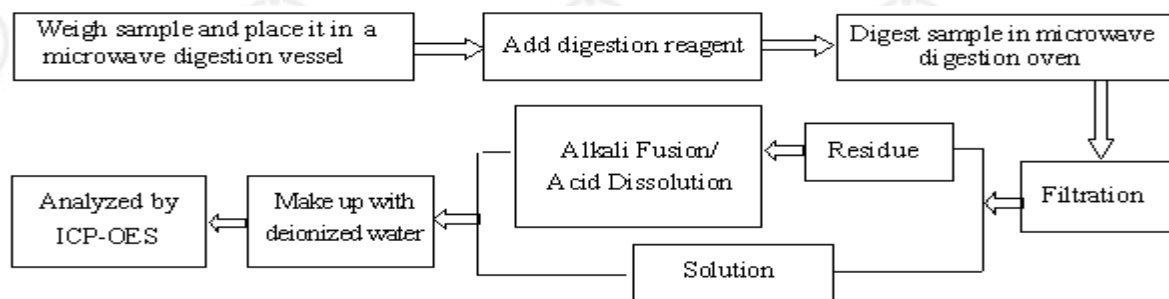 Weigh sample and place it in a
microwave digestion vessel
Add digestion reagent
Digest sample in microwave
digestion oven
Filtration
Residue
Alkali Fusion/
Acid Dissolution
Solution
Make up with
deionized water
Analyzed by
ICP-OES